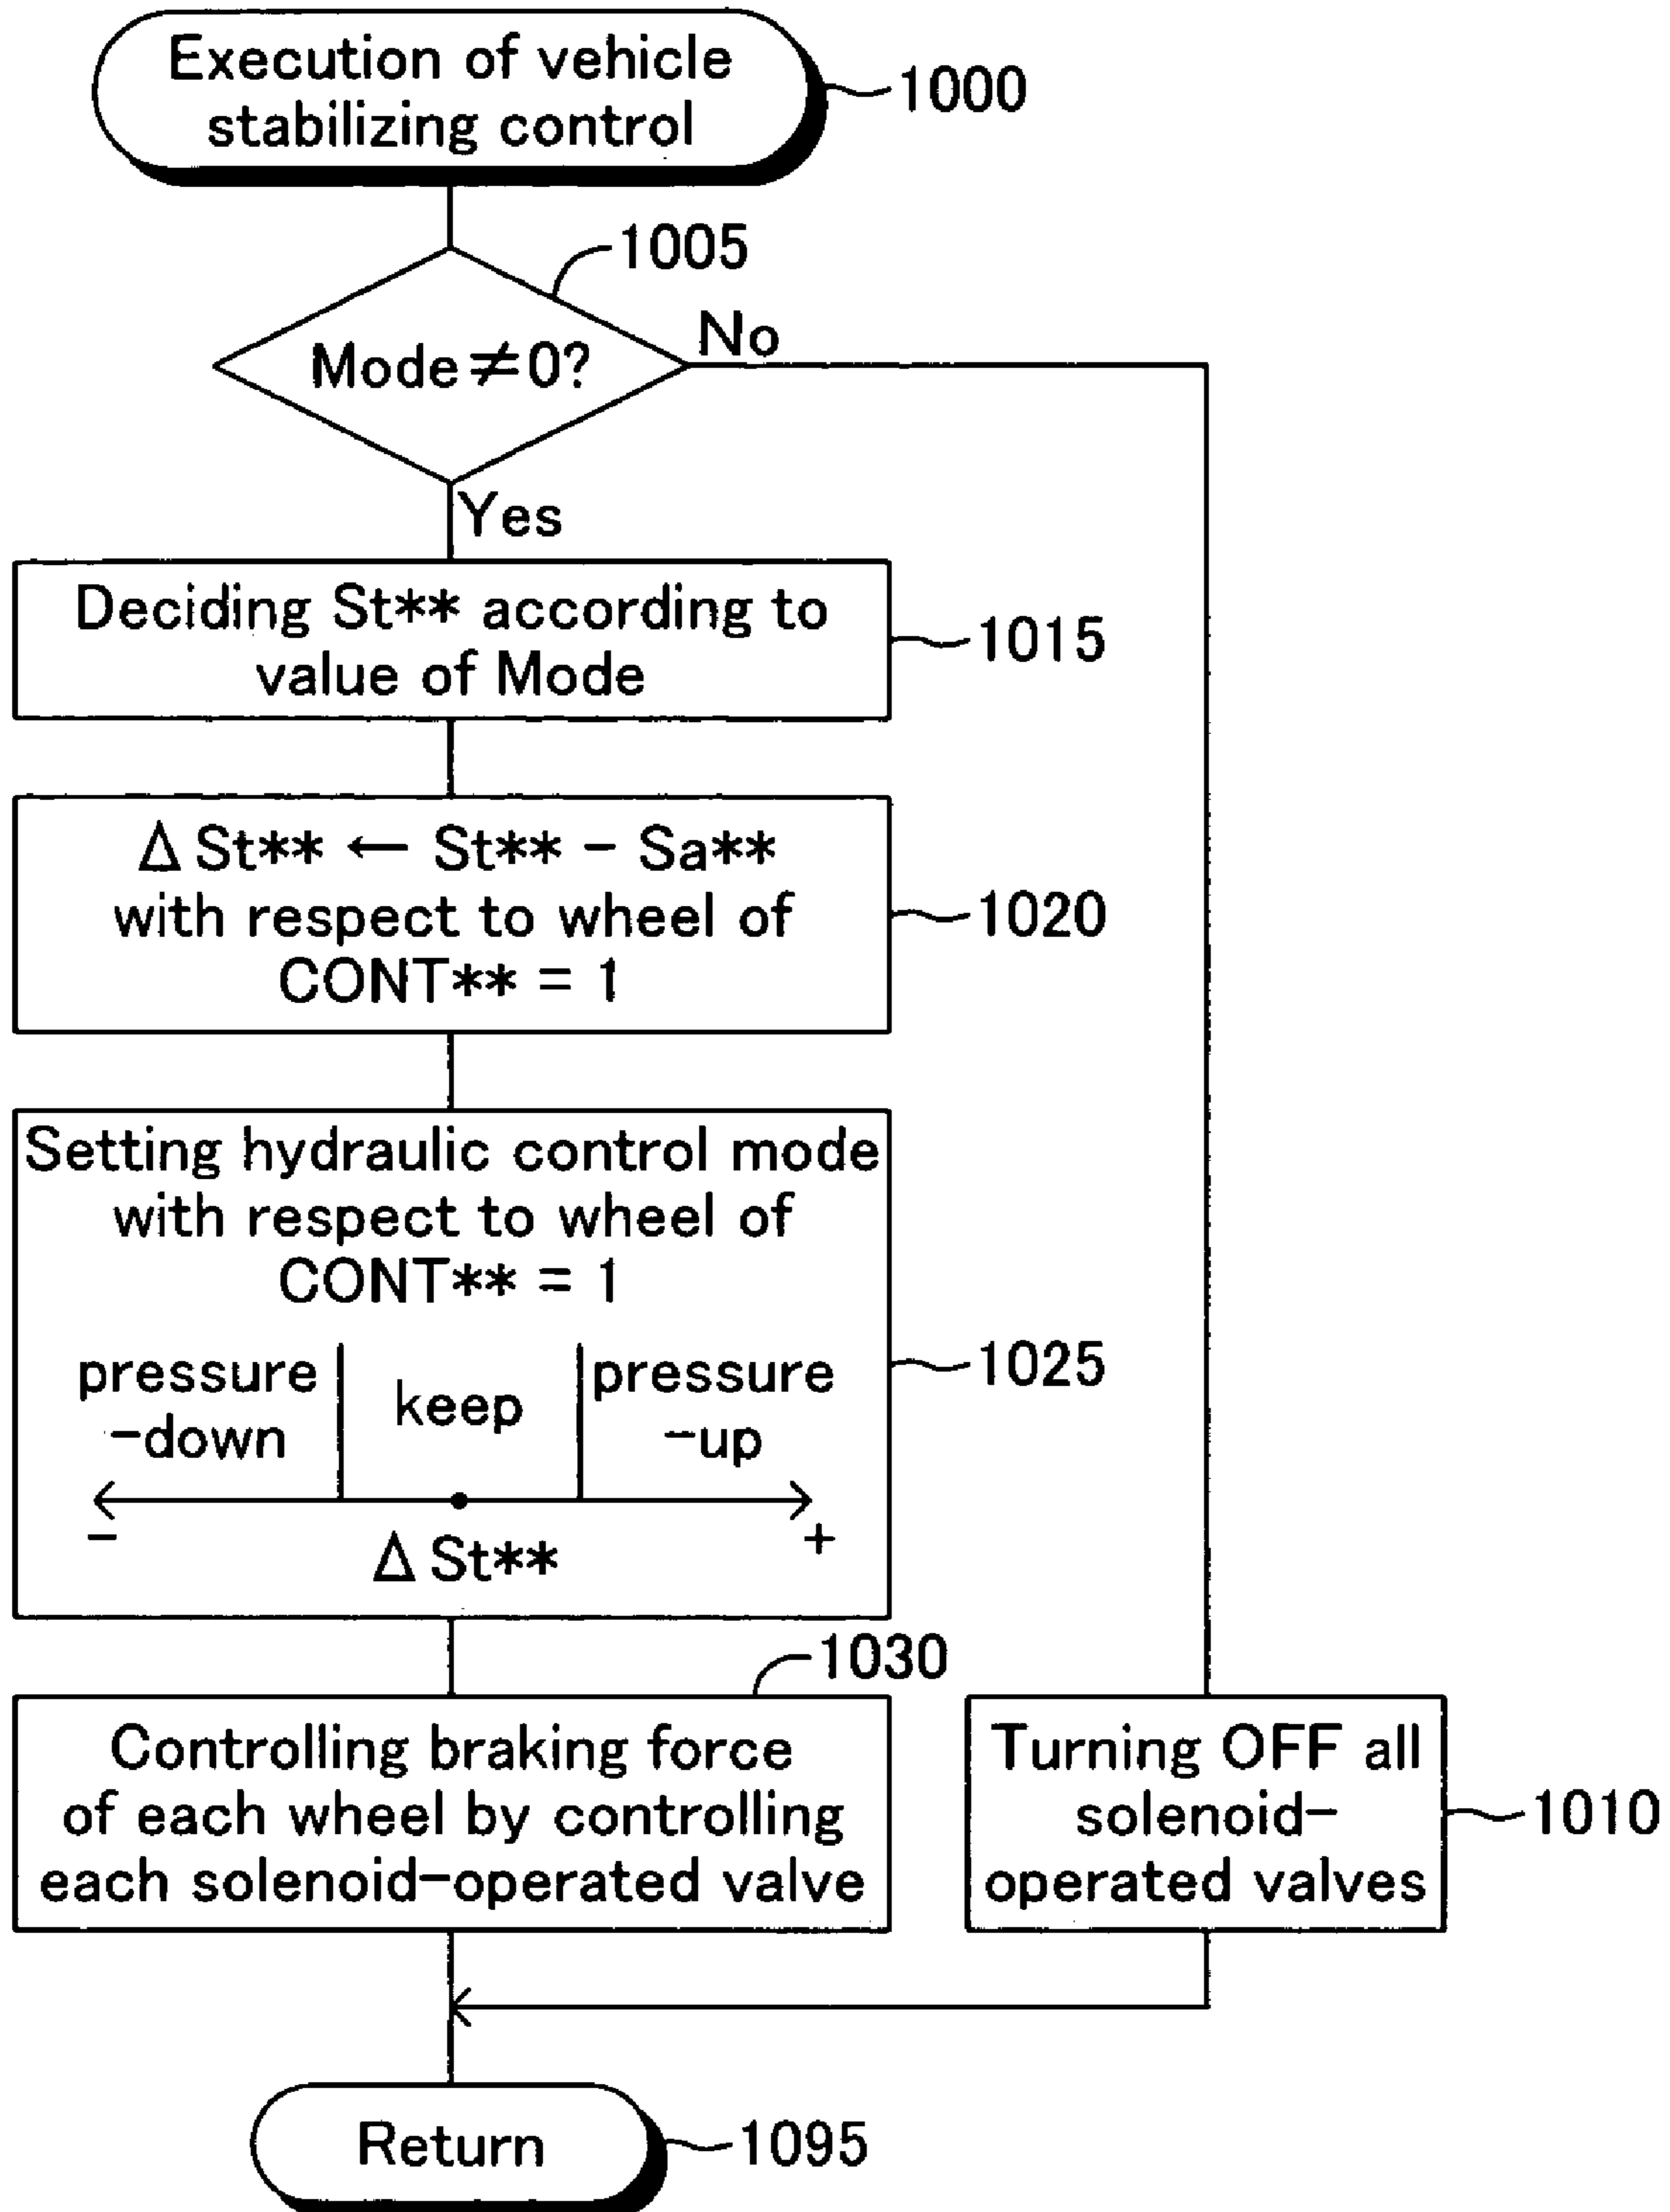 Execution of vehicle
stabilizing control
1000
1005
Mode≠0?
No
Yes
Deciding St** according to
value of Mode
1015
Δ St** ← St** - Sa**
with respect to wheel of
CONT** = 1
1020
Setting hydraulic control mode
with respect to wheel of
CONT** = 1
pressure
-down
keep
pressure
-up
1025
-
+
Δ St**
1030
Controlling braking force
of each wheel by controlling
each solenoid-operated valve
Turning OFF all
solenoid-
operated valves
1010
Return
1095